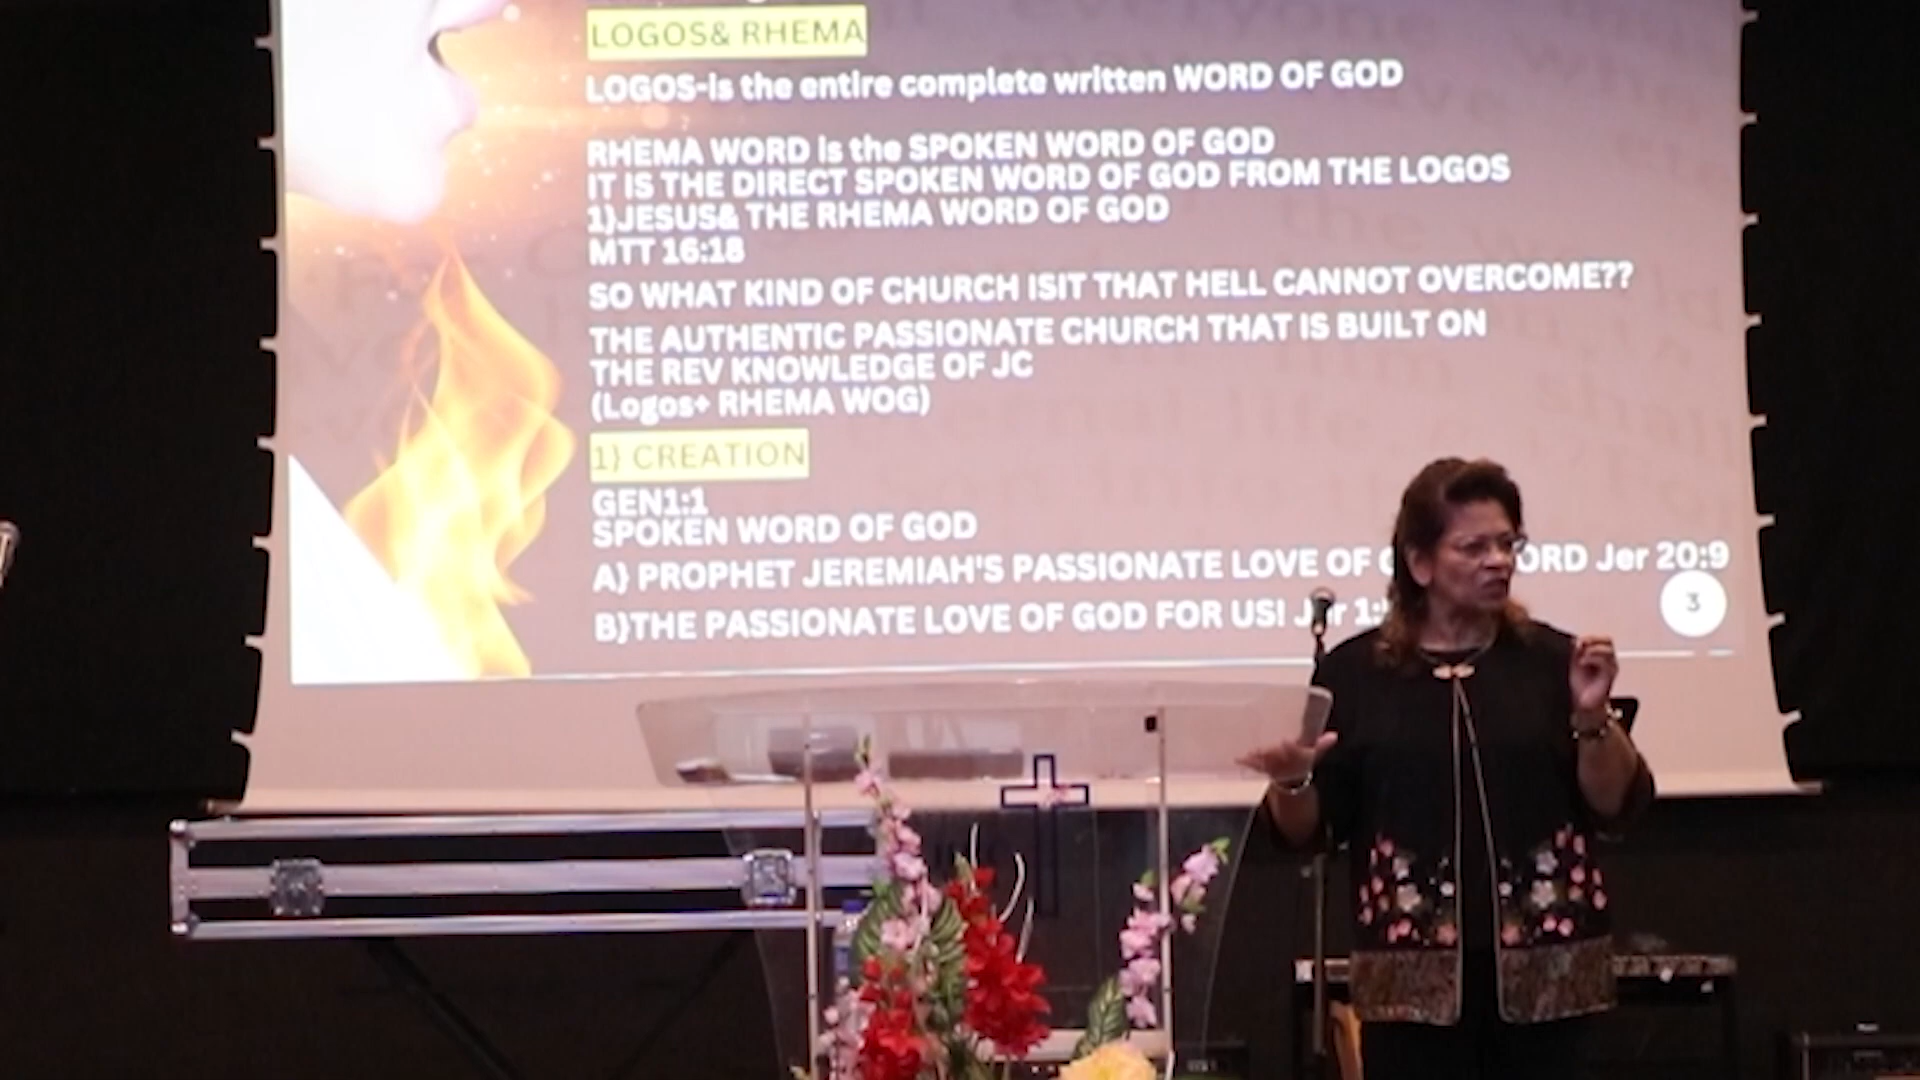 LOGOS& RHEMA
LOGOS-is the entire complete written WORD OF GOD
RHEMA WORD is the SPOKEN WORD OF GOD
IT IS THE DIRECT SPOKEN WORD OF GOD FROM THE LOGOS
1)JESUS& THE RHEMA WORD OF GOD
MTT 16:18
SO WHAT KIND OF CHURCH ISIT THAT HELL CANNOT OVERCOME??
THE AUTHENTIC PASSIONATE CHURCH THAT IS BUILT ON
THE REV KNOWLEDGE OF JC
(Logos+ RHEMA WOG)
1} CREATION
GEN1:1
SPOKEN WORD OF GOD
A} PROPHET JEREMIAH'S PASSIONATE LOVE OF Jer 20:9
B}THE PASSIONATE LOVE OF GOD FOR US!
3